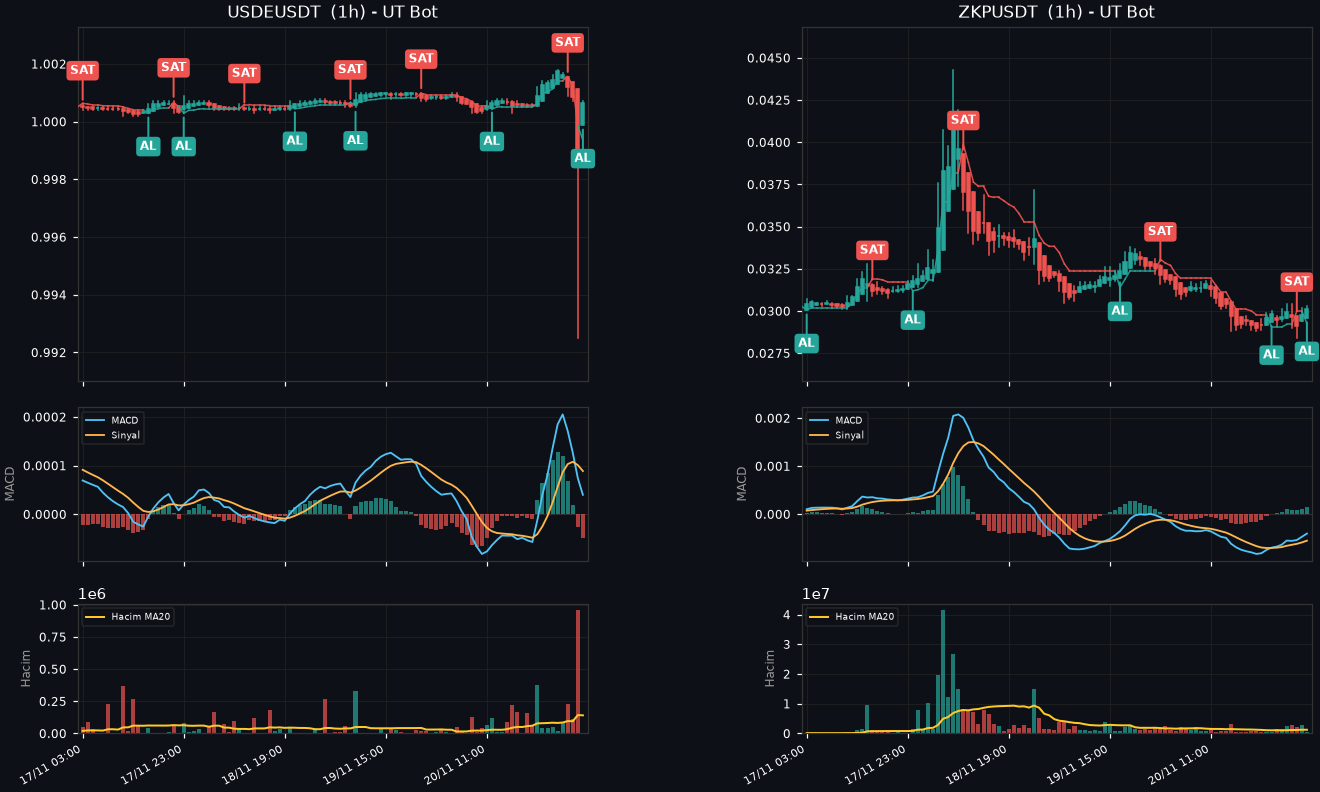 USDEUSDT  (1h) - UT Bot
1.002
1.000
0.998
0.996
0.994
0.992
SAT
SAT
SAT
SAT
SAT
SAT
AL
AL
AL
AL
AL
AL
MACD
0.0002
0.0001
0.0000
MACD
Sinyal
1e6
Hacim
1.00
0.75
0.50
0.25
0.00
Hacim MA20
17/11 03:00
17/11 23:00
18/11 19:00
19/11 15:00
20/11 11:00
ZKPUSDT  (1h) - UT Bot
0.0450
0.0425
0.0400
0.0375
0.0350
0.0325
0.0300
0.0275
SAT
SAT
SAT
SAT
AL
AL
AL
AL
AL
MACD
0.002
0.001
0.000
MACD
Sinyal
1e7
Hacim
4
3
2
1
0
Hacim MA20
17/11 03:00
17/11 23:00
18/11 19:00
19/11 15:00
20/11 11:00